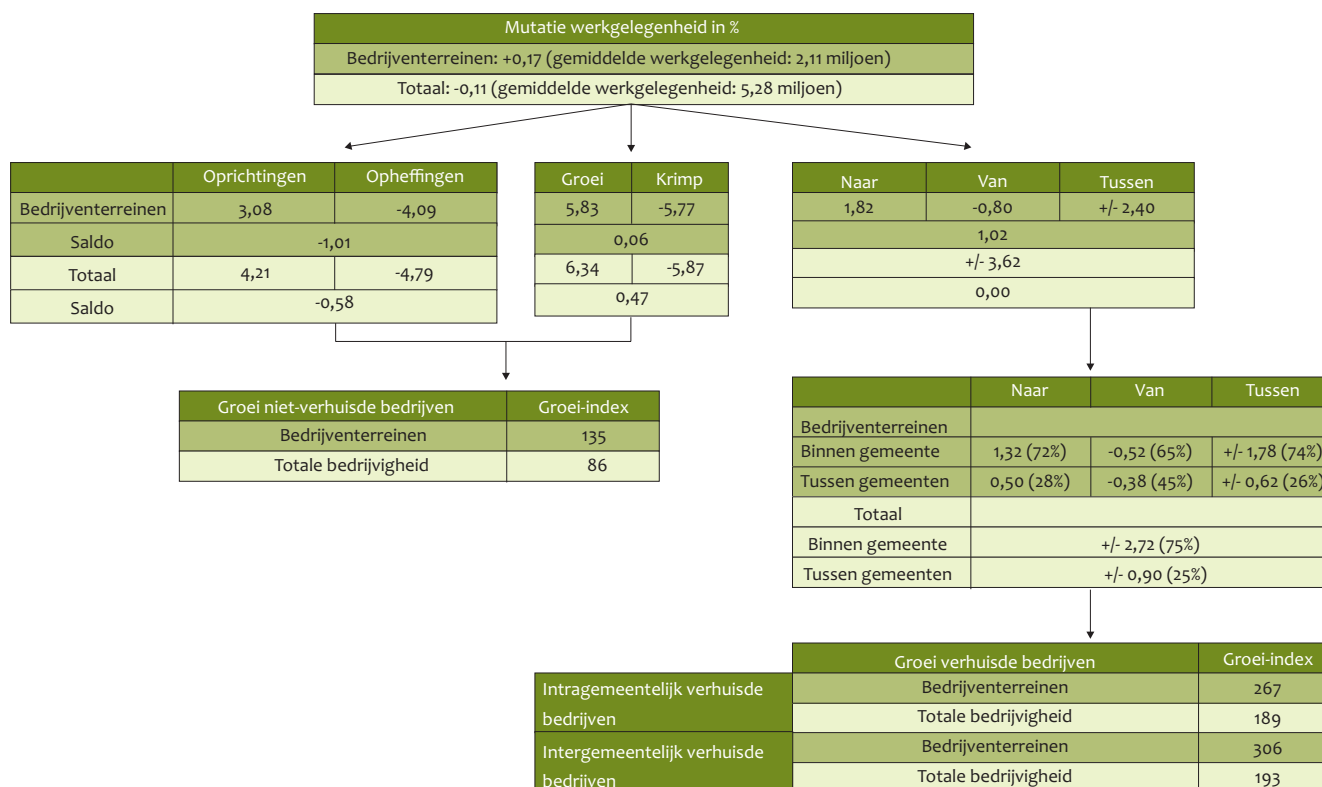 Mutatie werkgelegenheid in %
Bedrijventerreinen: +0,17 (gemiddelde werkgelegenheid: 2,11 miljoen)
Totaal: -0,11 (gemiddelde werkgelegenheid: 5,28 miljoen)
Oprichtingen Opheffingen
Bedrijventerreinen 3,08 -4,09
Saldo -1,01
Totaal 4,21 -4,79
Saldo -0,58
Groei Krimp
5,83 -5,77
0,06
6,34 -5,87
0,47
Naar Van Tussen
1,82 -0,80 +/- 2,40
1,02
+/- 3,62
0,00
Groei niet-verhuisde bedrijven Groei-index
Bedrijventerreinen 135
Totale bedrijvigheid 86
Naar Van Tussen
Bedrijventerreinen
Binnen gemeente 1,32 (72%) -0,52 (65%) +/- 1,78 (74%)
Tussen gemeenten 0,50 (28%) -0,38 (45%) +/- 0,62 (26%)
Totaal
Binnen gemeente +/- 2,72 (75%)
Tussen gemeenten +/- 0,90 (25%)
Groei verhuisde bedrijven Groei-index
Intragemeentelijk verhuisde
bedrijven
Bedrijventerreinen 267
Totale bedrijvigheid 189
Intergemeentelijk verhuisde
bedrijven
Bedrijventerreinen 306
Totale bedrijvigheid 193